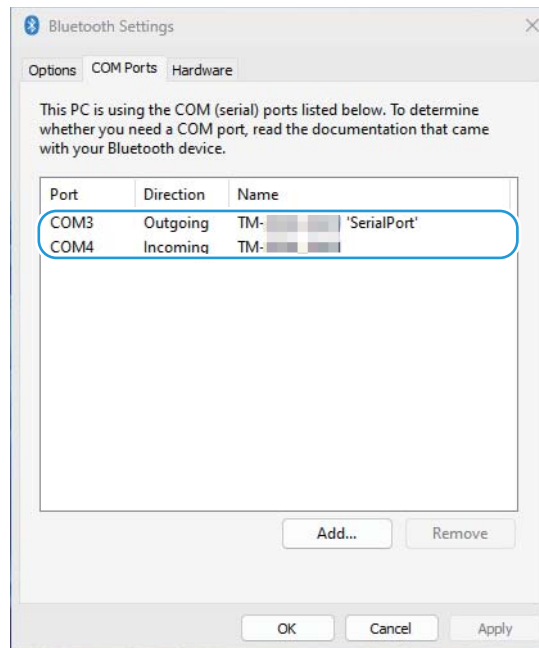 Bluetooth Settings
Options COM Ports Hardware
This PC is using the COM (serial) ports listed below. To determine
whether you need a COM port, read the documentation that came
with your Bluetooth device.
Port Direction Name
COM3 Outgoing TM- 'SerialPort'
COM4 Incoming TM-
Add... Remove
OK Cancel Apply